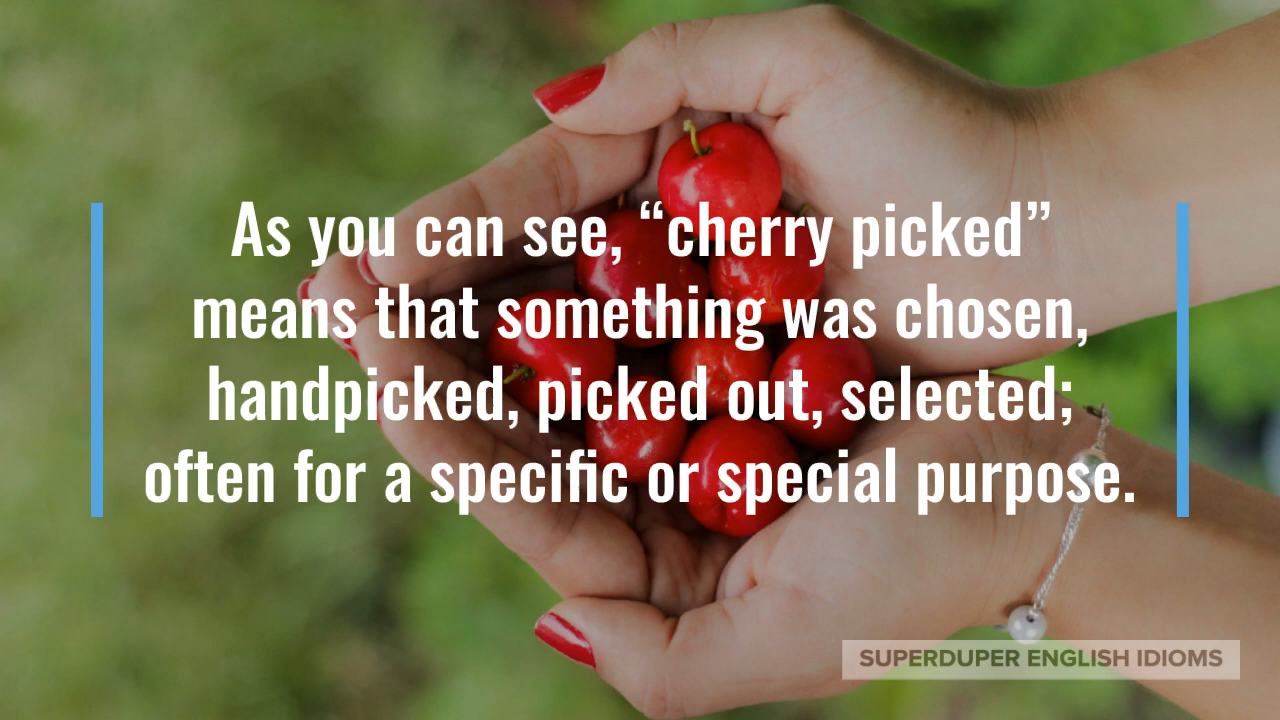 As you can see, “cherry picked”
means that something was chosen,
handpicked, picked out, selected;
often for a specific or special purpose.
SUPERDUPER ENGLISH IDIOMS